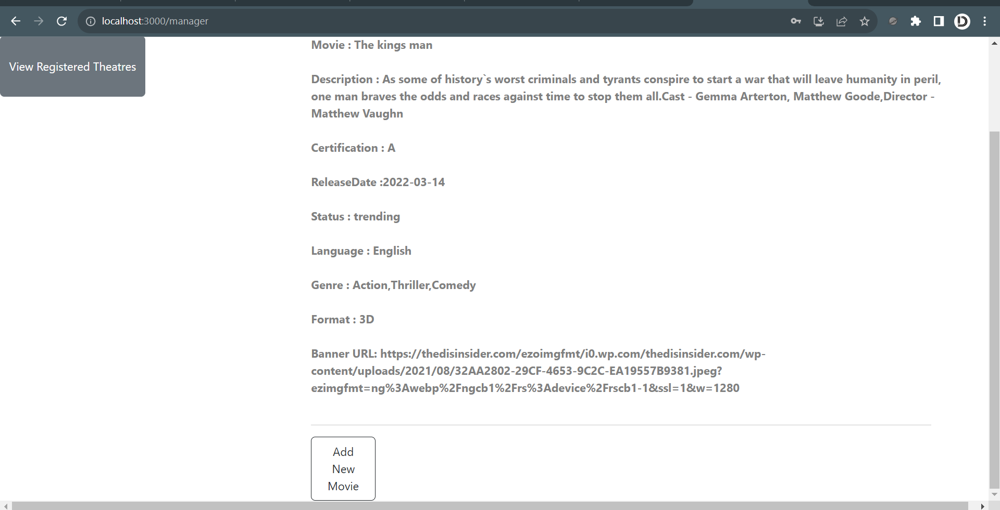 localhost:3000/manager
View Registered Theatres
Movie : The kings man
Description : As some of history`s worst criminals and tyrants conspire to start a war that will leave humanity in peril,
one man braves the odds and races against time to stop them all.Cast - Gemma Arterton, Matthew Goode,Director -
Matthew Vaughn
Certification : A
ReleaseDate :2022-03-14
Status : trending
Language : English
Genre : Action,Thriller,Comedy
Format : 3D
Banner URL: https://thedisinsider.com/ezoimgfmt/i0.wp.com/thedisinsider.com/wp-
content/uploads/2021/08/32AA2802-29CF-4653-9C2C-EA19557B9381.jpeg?
ezimgfmt=ng%3Awebp%2Fngcb1%2Frs%3Adevice%2Frscb1-1&ssl=1&w=1280
Add
New
Movie